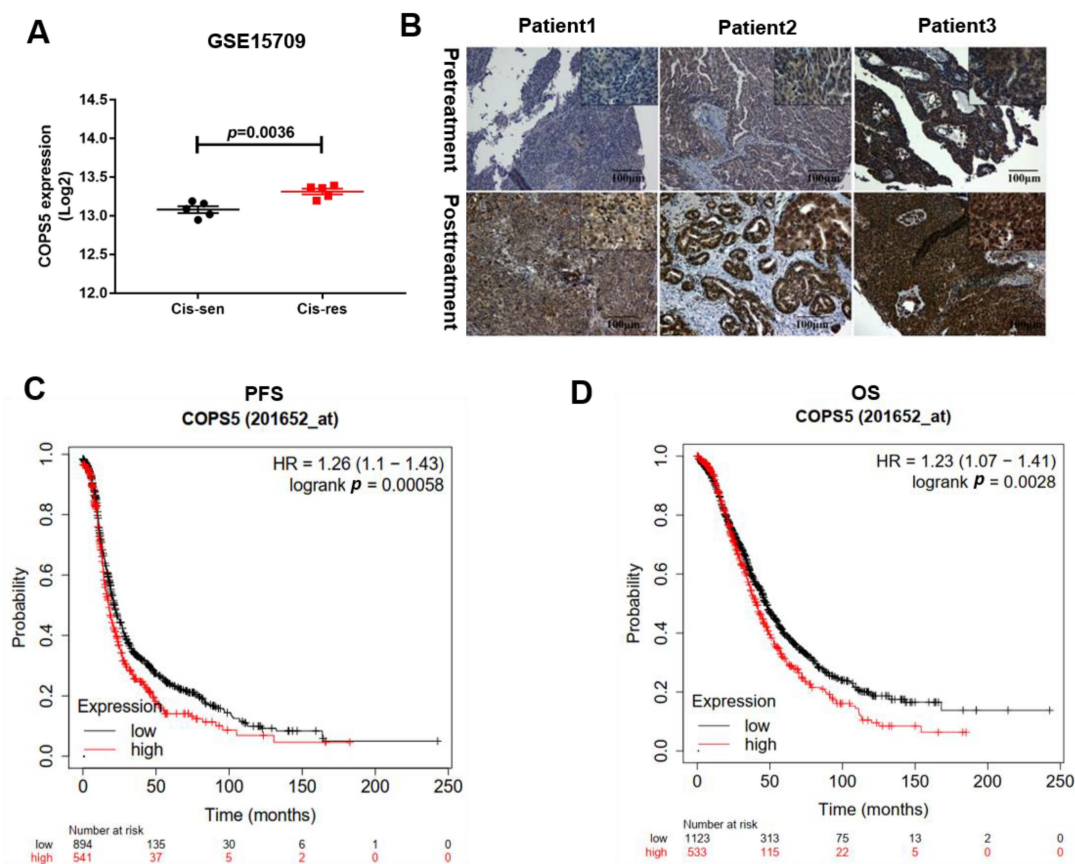 A
GSE15709
COPS5 expression
(Log2)
14.5
14.0
13.5
13.0
12.5
12.0
p=0.0036
Cis-sen
Cis-res
B
Patient1
Patient2
Patient3
Pretreatment
100μm
100μm
100μm
Posttreatment
100μm
100μm
100μm
C
PFS
COPS5 (201652_at)
HR = 1.26 (1.1 − 1.43)
logrank p = 0.00058
Probability
1.0
0.8
0.6
0.4
0.2
0.0
Expression
low
high
0
50
100
150
200
250
Time (months)
Number at risk
low 894 135 30 6 1 0
high 541 37 5 2 0 0
D
OS
COPS5 (201652_at)
HR = 1.23 (1.07 − 1.41)
logrank p = 0.0028
Probability
1.0
0.8
0.6
0.4
0.2
0.0
Expression
low
high
0
50
100
150
200
250
Time (months)
Number at risk
low 1123 313 75 13 2 0
high 533 115 22 5 0 0